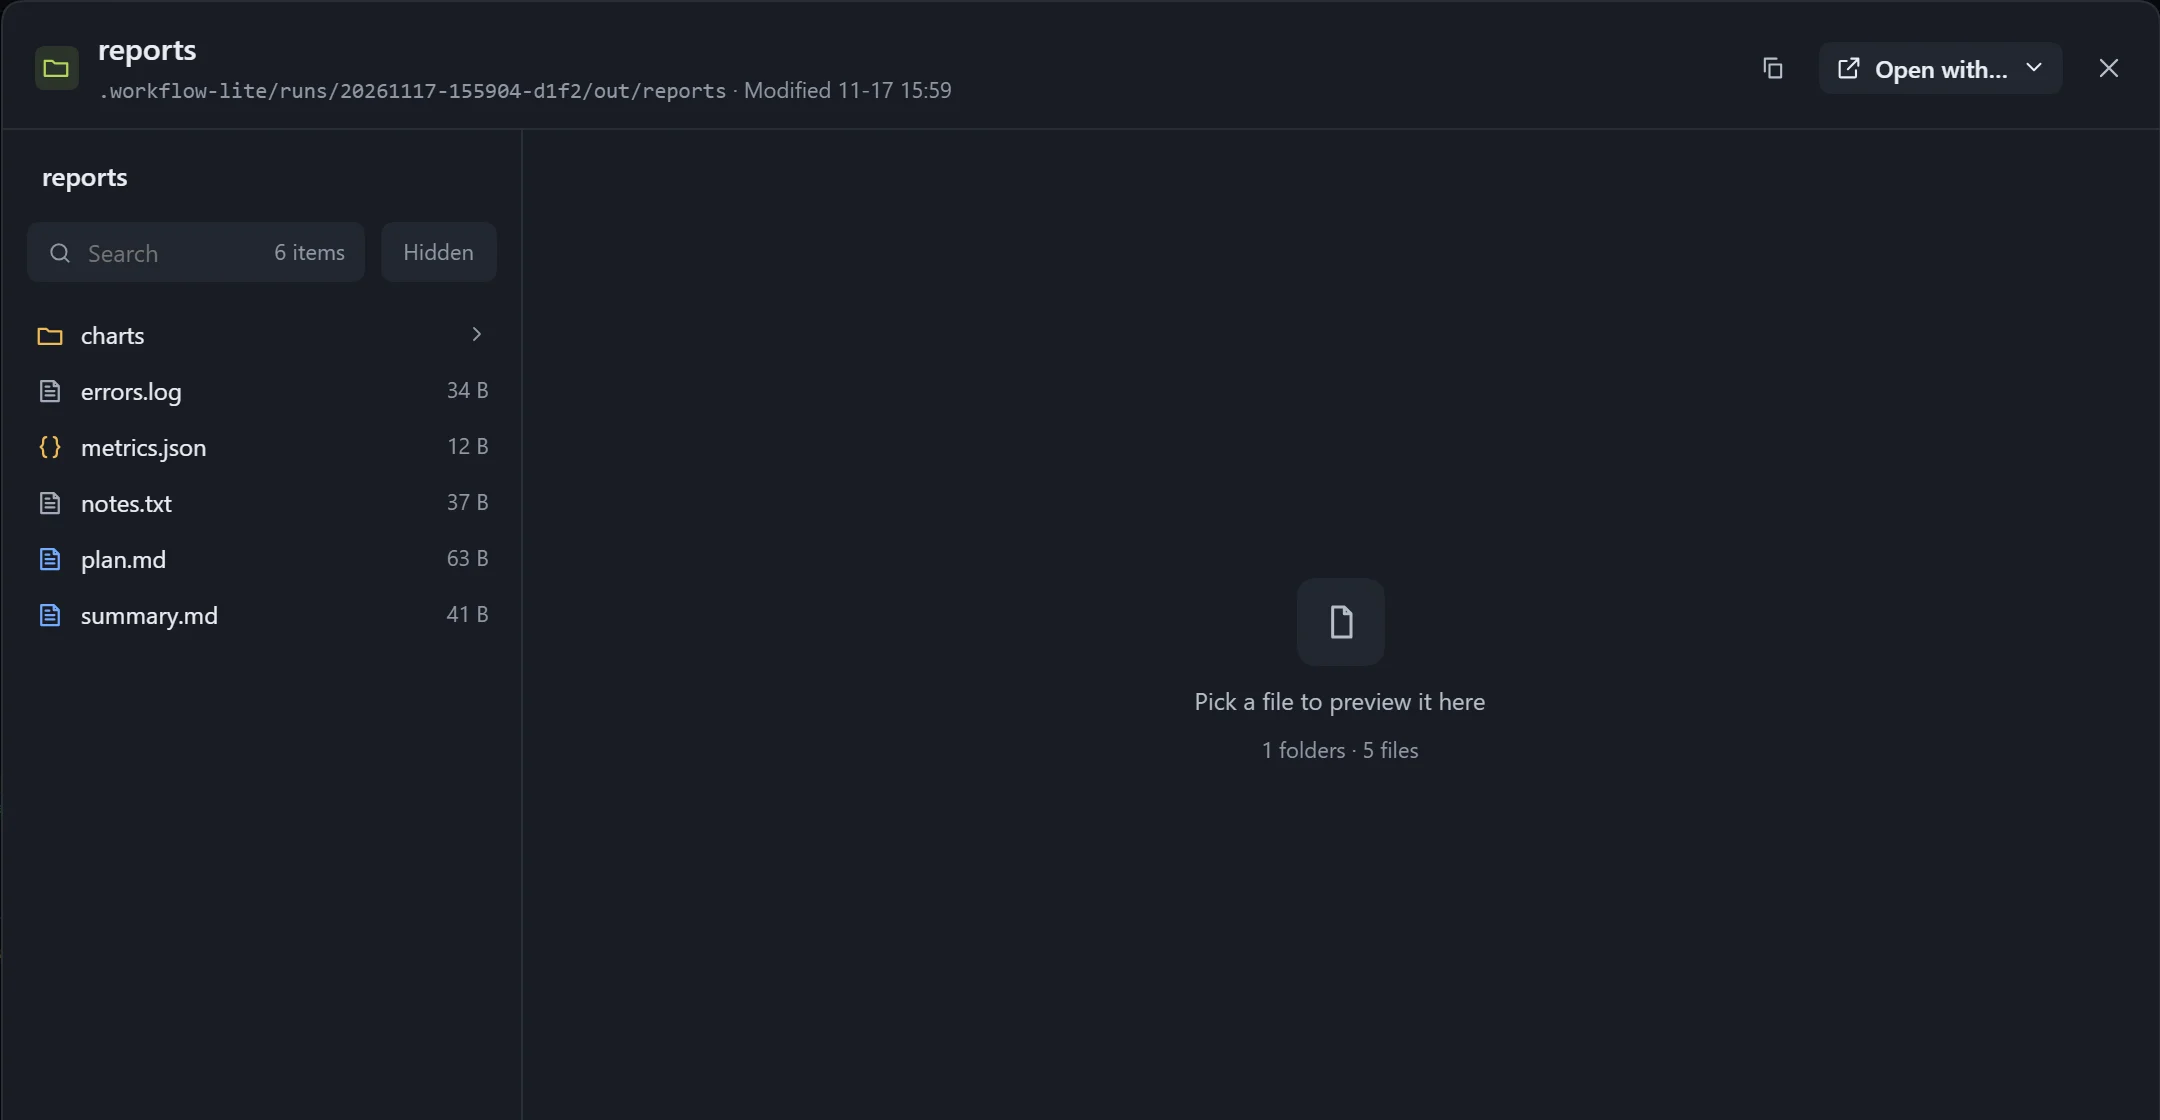 reports
.workflow-lite/runs/20261117-155904-d1f2/out/reports · Modified 11-17 15:59
Open with...
reports
Search
6 items
Hidden
charts
errors.log 34 B
metrics.json 12 B
notes.txt 37 B
plan.md 63 B
summary.md 41 B
Pick a file to preview it here
1 folders · 5 files